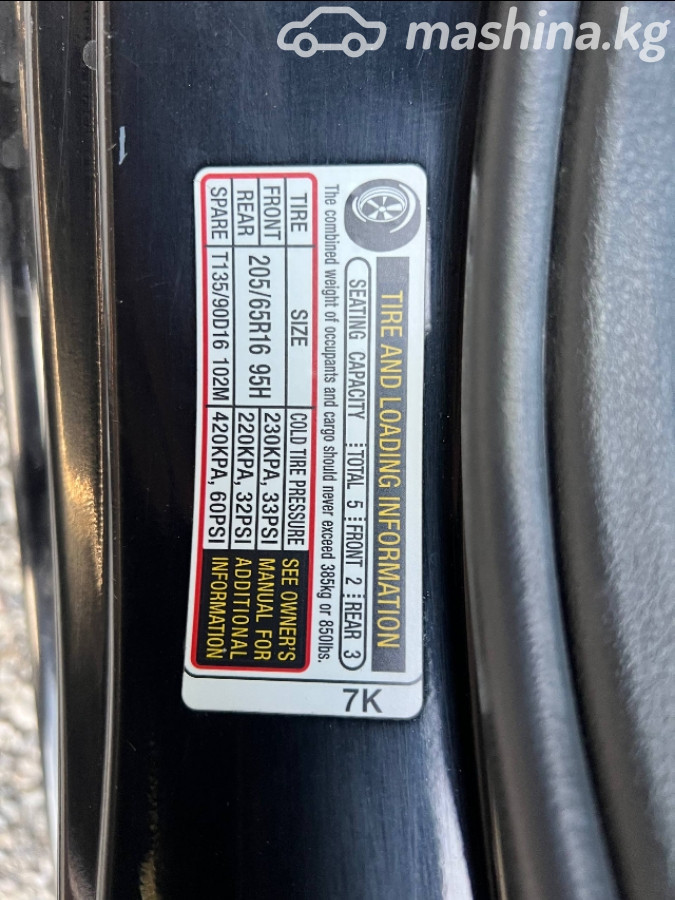 mashina.kg
TIRE AND LOADING INFORMATION
SEATING CAPACITY TOTAL 5 FRONT 2 REAR 3
The combined weight of occupants and cargo should never exceed 385kg or 850lbs.
TIRE SIZE COLD TIRE PRESSURE
FRONT 205/65R16 95H 230KPA, 33PSI
REAR 220KPA, 32PSI
SPARE T135/90D16 102M 420KPA, 60PSI
SEE OWNER'S
MANUAL FOR
ADDITIONAL
INFORMATION
7K